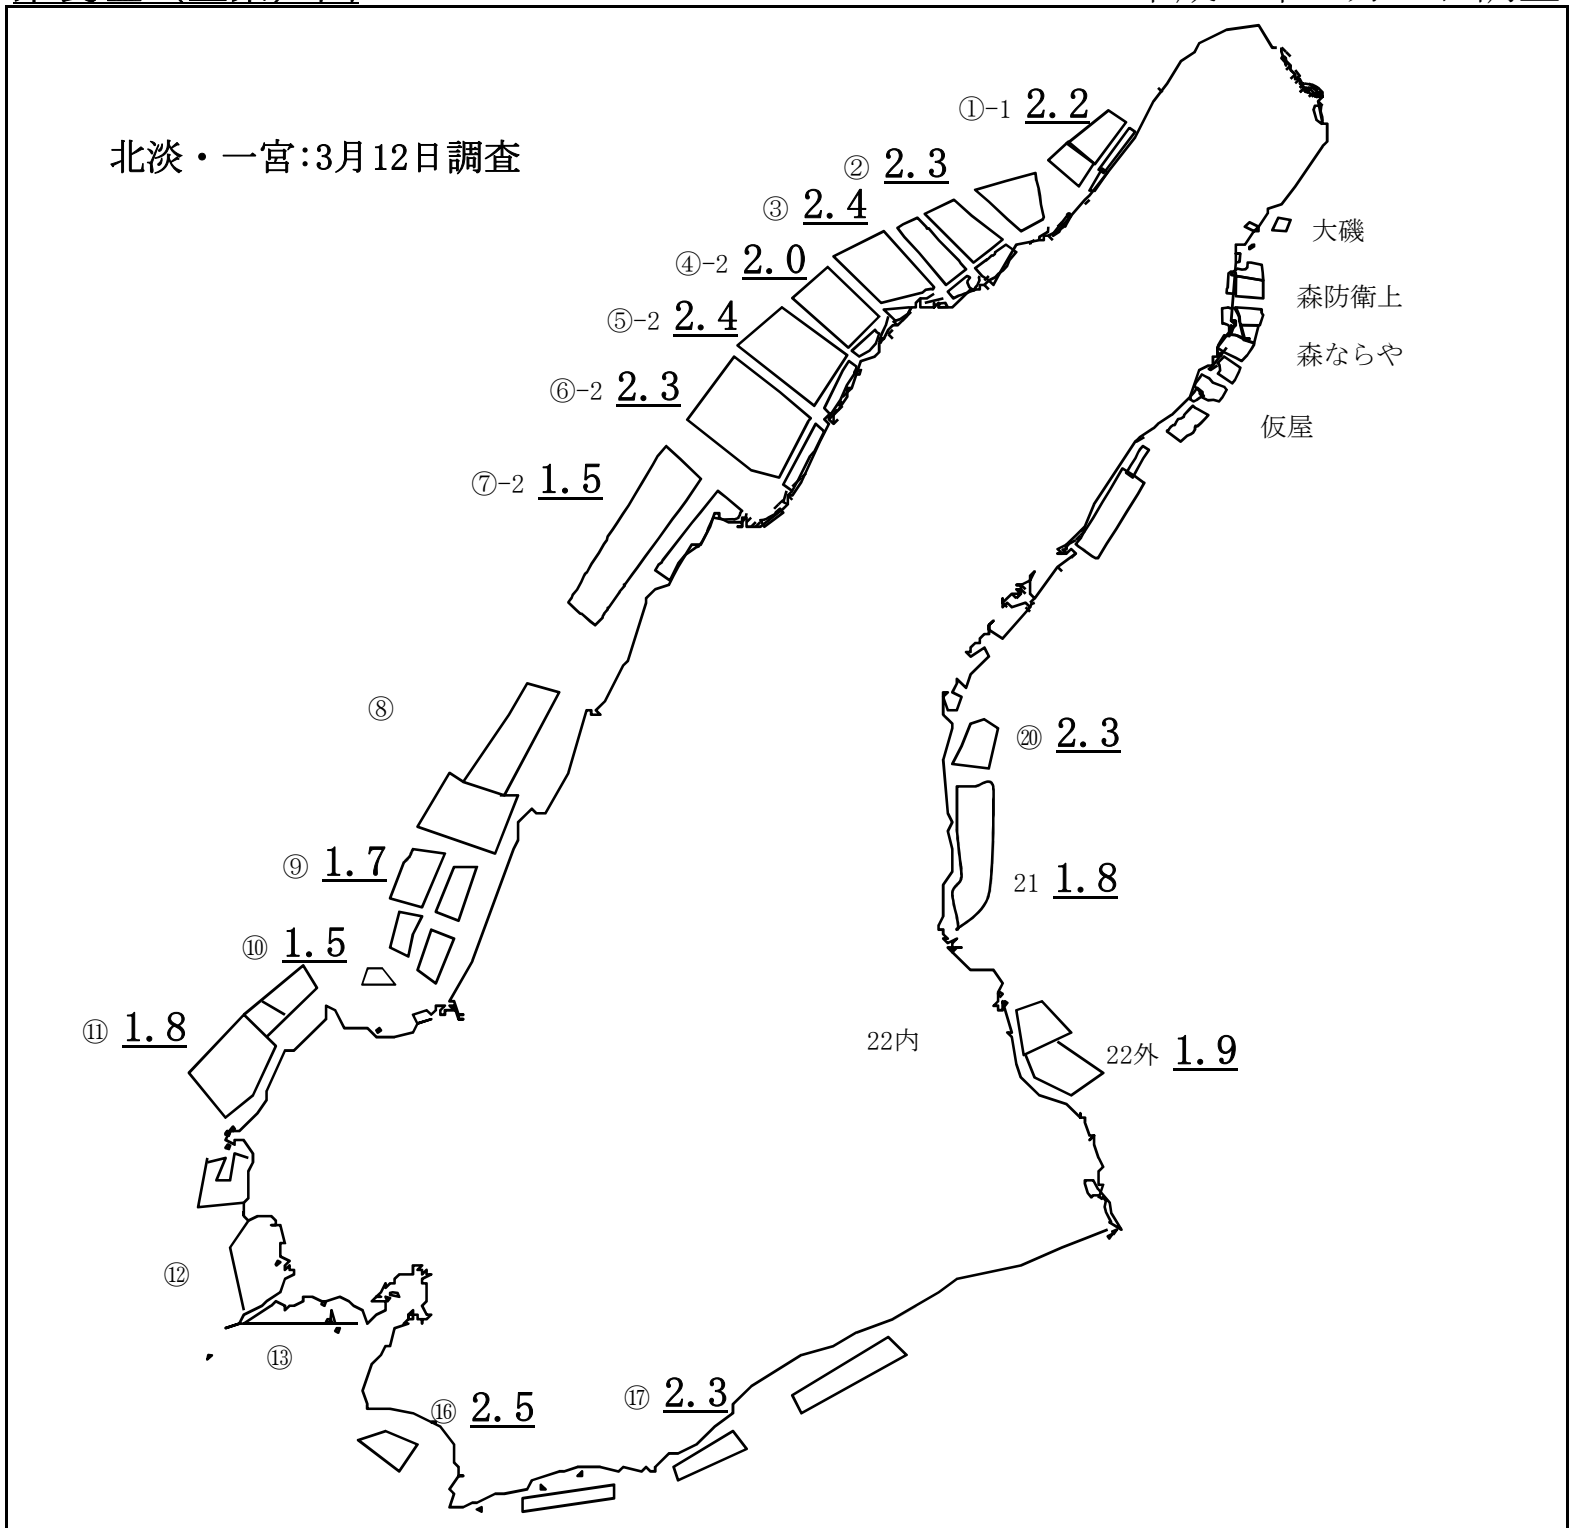 北淡・一宮:3月12日調査
①-1 2.2
② 2.3
③ 2.4
④-2 2.0
⑤-2 2.4
⑥-2 2.3
⑦-2 1.5
大磯
森防衛上
森ならや
仮屋
⑧
⑳ 2.3
⑨ 1.7
21 1.8
⑩ 1.5
⑪ 1.8
22内
22外 1.9
⑫
⑬
⑯ 2.5
⑰ 2.3